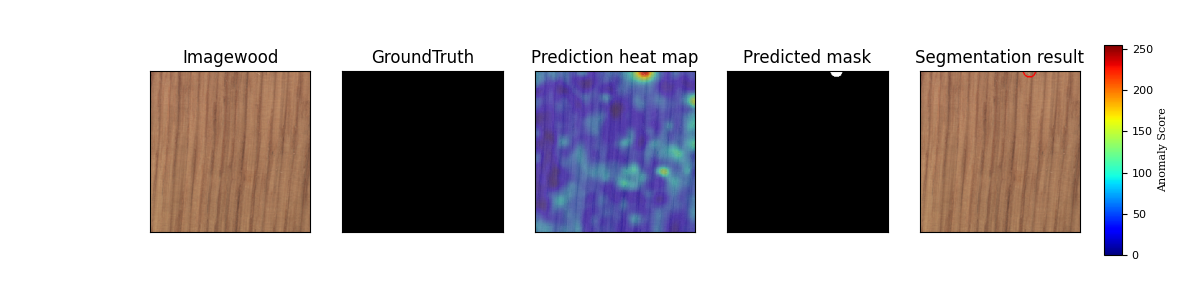 Imagewood
GroundTruth
Prediction heat map
Predicted mask
Segmentation result
250
200
150
100
50
0
Anomaly Score